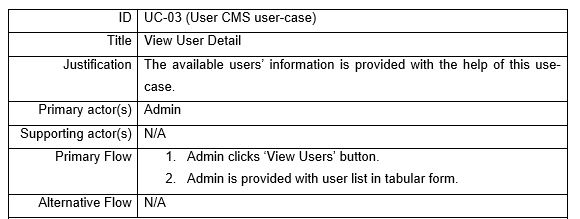 ID UC-03 (User CMS user-case)
Title View User Detail
Justification The available users' information is provided with the help of this use-
case.
Primary actor(s) Admin
Supporting actor(s) N/A
Primary Flow 1. Admin clicks 'View Users' button.
2. Admin is provided with user list in tabular form.
Alternative Flow N/A